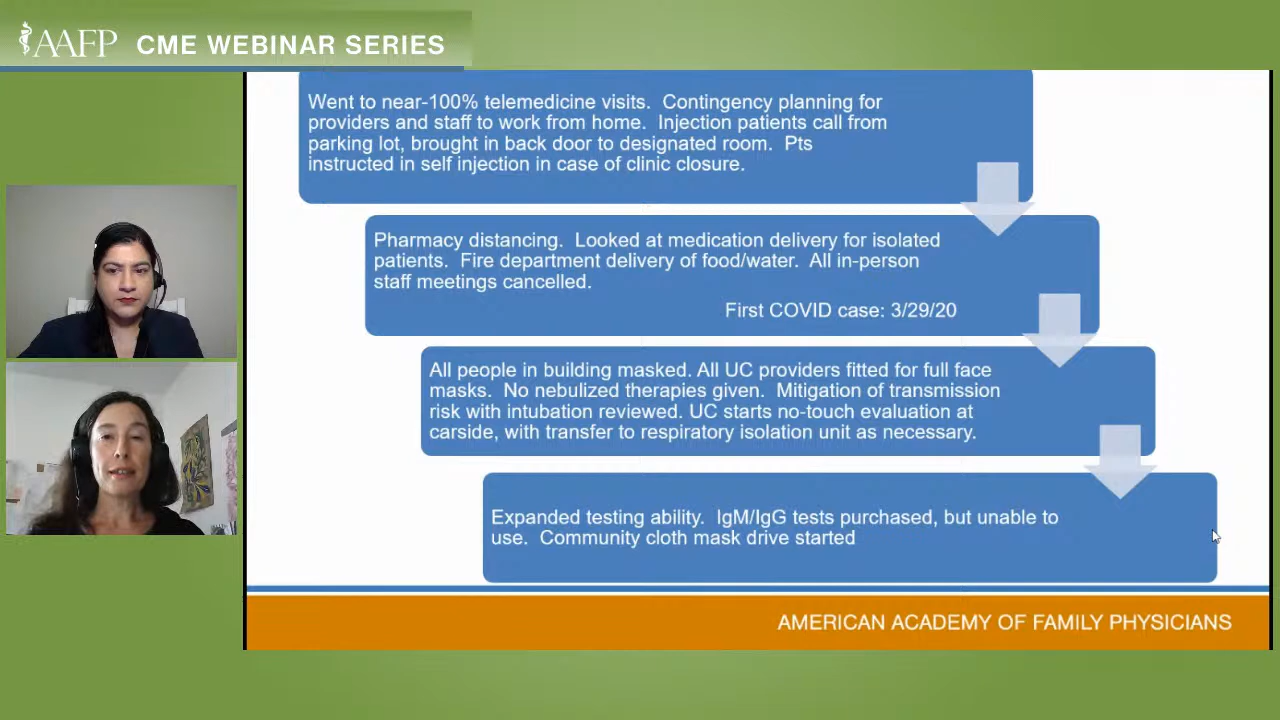 AAFP CME WEBINAR SERIES
Went to near-100% telemedicine visits. Contingency planning for
providers and staff to work from home. Injection patients call from
parking lot, brought in back door to designated room. Pts
instructed in self injection in case of clinic closure.
Pharmacy distancing. Looked at medication delivery for isolated
patients. Fire department delivery of food/water. All in-person
staff meetings cancelled.
First COVID case: 3/29/20
All people in building masked. All UC providers fitted for full face
masks. No nebulized therapies given. Mitigation of transmission
risk with intubation reviewed. UC starts no-touch evaluation at
carside, with transfer to respiratory isolation unit as necessary.
Expanded testing ability. IgM/IgG tests purchased, but unable to
use. Community cloth mask drive started
AMERICAN ACADEMY OF FAMILY PHYSICIANS